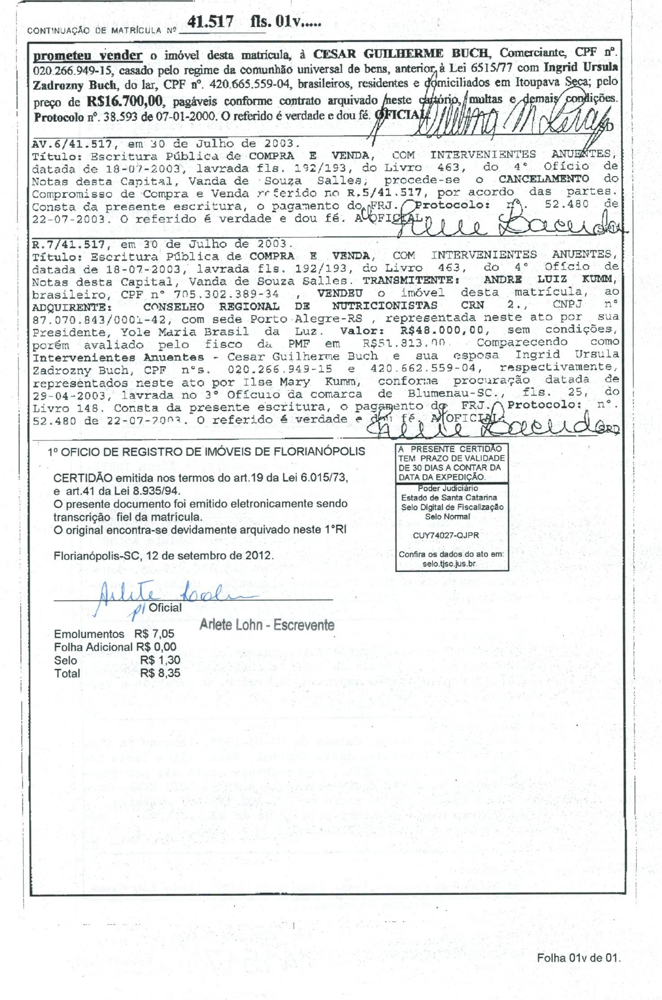 CONTINUAÇÃO DE MATRÍCULA Nº 41.517 fls. 01v.....
prometeu vender o imóvel desta matrícula, à CESAR GUILHERME BUCH, Comerciante, CPF nº.
020.266.949-15, casado pelo regime da comunhão universal de bens, anterior à Lei 6515/77 com Ingrid Ursula
Zadrozny Buch, do lar, CPF nº. 420.665.559-04, brasileiros, residentes e domiciliados em Itoupava Seca; pelo
preço de R$16.700,00, pagáveis conforme contrato arquivado neste cartório, multas e demais condições.
Protocolo nº. 38.593 de 07-01-2000. O referido é verdade e dou fé. OFICIAL
AV.6/41.517, em 30 de Julho de 2003.
Título: Escritura Pública de COMPRA E VENDA, COM INTERVENIENTES ANUENTES,
datada de 18-07-2003, lavrada fls. 192/193, do Livro 463, do 4º Ofício de
Notas desta Capital, Vanda de Souza Salles; procede-se o CANCELAMENTO do
Compromisso de Compra e Venda referido no R.5/41.517, por acordo das partes.
Consta da presente escritura, o pagamento do FRJ. Protocolo: nº. 52.480 de
22-07-2003. O referido é verdade e dou fé. A OFICIAL.
R.7/41.517, em 30 de Julho de 2003.
Título: Escritura Pública de COMPRA E VENDA, COM INTERVENIENTES ANUENTES,
datada de 18-07-2003, lavrada fls. 192/193, do Livro 463, do 4º Ofício de
Notas desta Capital, Vanda de Souza Salles. TRANSMITENTE: ANDRE LUIZ KUMM,
brasileiro, CPF nº 705.302.389-34 , VENDEU o imóvel desta matrícula, ao
ADQUIRENTE: CONSELHO REGIONAL DE NUTRICIONISTAS CRN 2., CNPJ nº
87.070.843/0001-42, com sede Porto Alegre-RS , representada neste ato por sua
Presidente, Yole Maria Brasil da Luz. Valor: R$48.000,00, sem condições,
porém avaliado pelo fisco da PMF em R$51.813,00. Comparecendo como
Intervenientes Anuentes - Cesar Guilherme Buch e sua esposa Ingrid Ursula
Zadrozny Buch, CPF nºs. 020.266.949-15 e 420.662.559-04, respectivamente,
representados neste ato por Ilse Mary Kumm, conforme procuração datada de
29-04-2003, lavrada no 3º Ofícuio da comarca de Blumenau-SC., fls. 25, do
Livro 148. Consta da presente escritura, o pagamento do FRJ. Protocolo: nº.
52.480 de 22-07-2003. O referido é verdade e dou fé. A OFICIAL.
1º OFICIO DE REGISTRO DE IMÓVEIS DE FLORIANÓPOLIS
CERTIDÃO emitida nos termos do art.19 da Lei 6.015/73,
e art.41 da Lei 8.935/94.
O presente documento foi emitido eletronicamente sendo
transcrição fiel da matrícula.
O original encontra-se devidamente arquivado neste 1°RI
Florianópolis-SC, 12 de setembro de 2012.
A PRESENTE CERTIDÃO
TEM PRAZO DE VALIDADE
DE 30 DIAS A CONTAR DA
DATA DA EXPEDIÇÃO.
Poder Judiciário
Estado de Santa Catarina
Selo Digital de Fiscalização
Selo Normal
CUY74027-QJPR
Confira os dados do ato em:
selo.tjsc.jus.br
Arlete Lohn
p/ Oficial
Arlete Lohn - Escrevente
Emolumentos R$ 7,05
Folha Adicional R$ 0,00
Selo R$ 1,30
Total R$ 8,35
Folha 01v de 01.